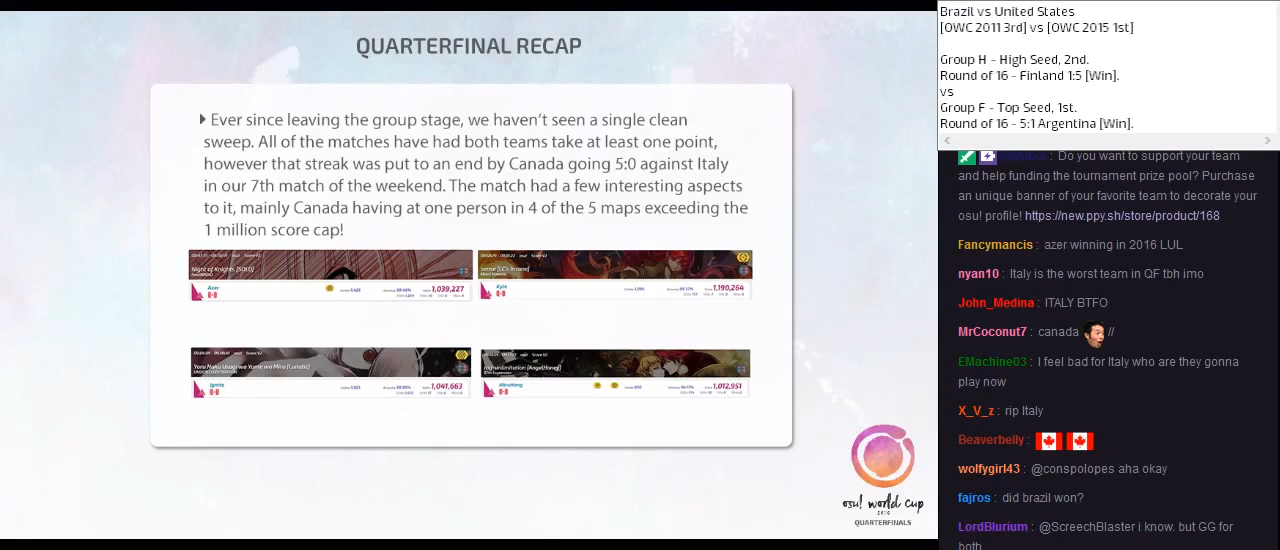 QUARTERFINAL RECAP
Ever since leaving the group stage, we haven't seen a single clean
sweep. All of the matches have had both teams take at least one point,
however that streak was put to an end by Canada going 5:0 against Italy
in our 7th match of the weekend. The match had a few interesting aspects
to it, mainly Canada having at one person in 4 of the 5 maps exceeding the
1 million score cap!
Night of Knights [SOLO]
Azer
1,039,227
sense [CC's Insane]
Kyle
1,190,264
Yoru Naku Usagi wa Yume wo Miru [Lunatic]
Ignite
1,041,663
[AngelHoney]
1,012,951
osu! world cup
2016
QUARTERFINALS
Brazil vs United States
[OWC 2011 3rd] vs [OWC 2015 1st]
Group H - High Seed, 2nd.
Round of 16 - Finland 1:5 [Win].
vs
Group F - Top Seed, 1st.
Round of 16 - 5:1 Argentina [Win].
: Do you want to support your team
and help funding the tournament prize pool? Purchase
an unique banner of your favorite team to decorate your
osu! profile! https://new.ppy.sh/store/product/168
Fancymancis : azer winning in 2016 LUL
nyan10 : Italy is the worst team in QF tbh imo
John_Medina : ITALY BTFO
MrCoconut7 : canada //
EMachine03 : I feel bad for Italy who are they gonna
play now
X_V_z : rip Italy
Beaverbelly :
wolfygirl43 : @conspolopes aha okay
fajros : did brazil won?
LordBlurium : @ScreechBlaster i know. but GG for
both